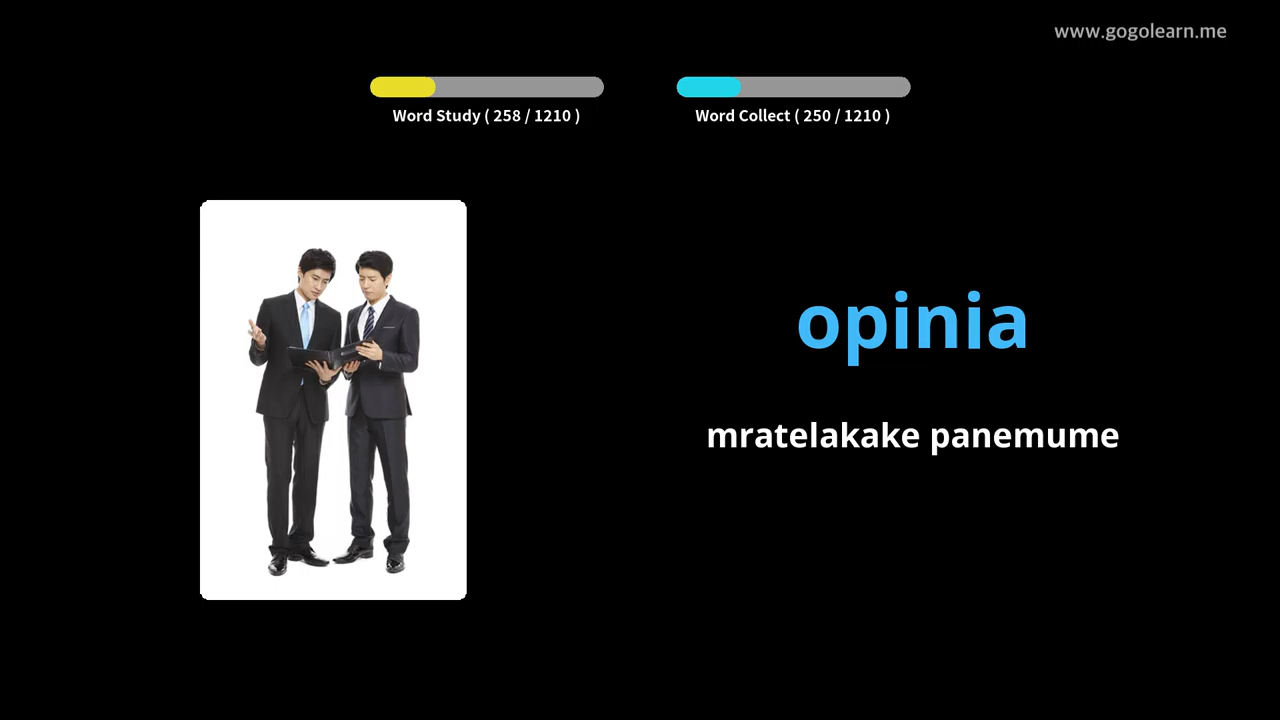 www.gogolearn.me
Word Study ( 258 / 1210 )
Word Collect ( 250 / 1210 )
opinia
mratelakake panemume